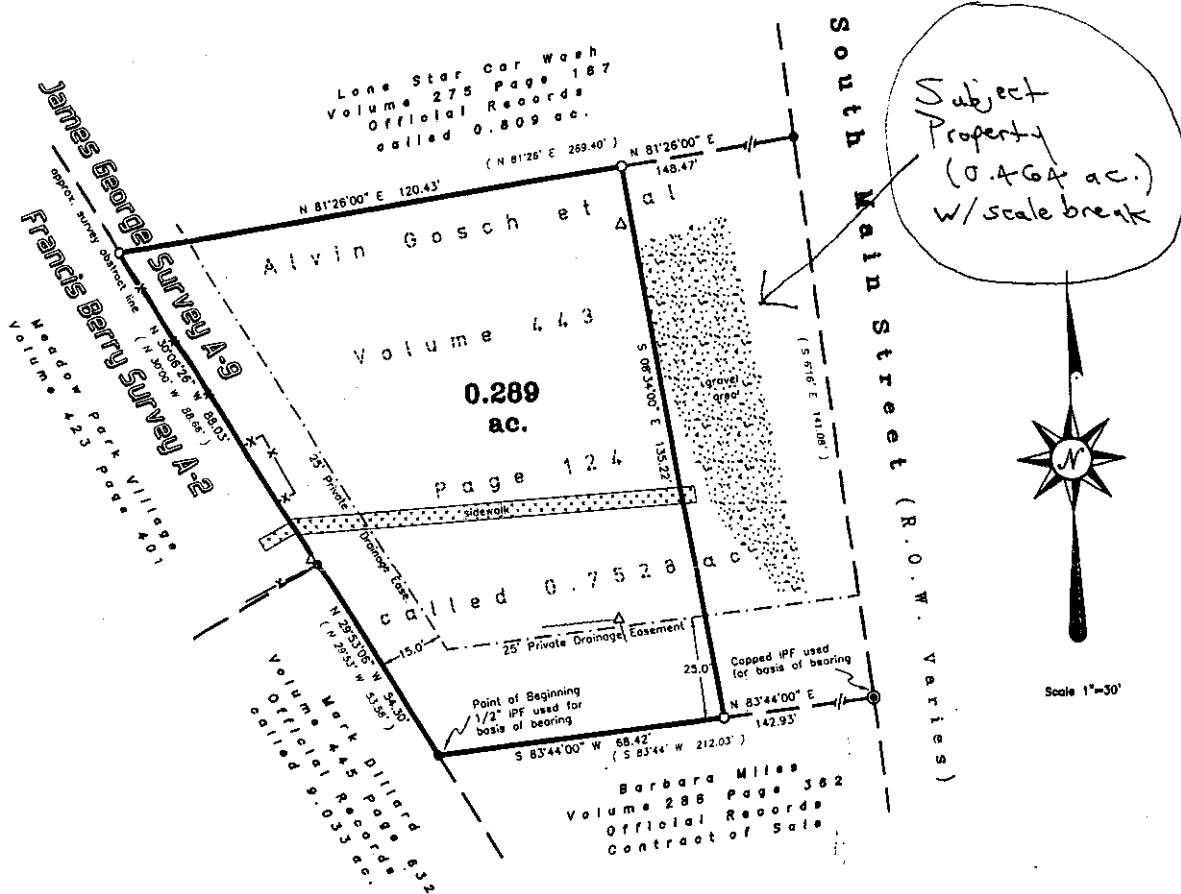 Lone Star Car Wash
Volume 275 Page 187
Official Records
called 0.809 ac.
( N 81°26' E 269.40' )
N 81°26'00" E
148.47'
N 81°26'00" E 120.43'
South Main Street (R.O.W. Varies)
Subject
Property
(0.464 ac.)
w/ scale break
James George Survey A-9
approx. survey abstract line
Francis Berry Survey A-2
Meadow Park Village
Volume 423 Page 401
N 30°06'26" W 88.03'
( N 30°00' W 88.66' )
Alvin Gosch et al
Volume 443
0.289
ac.
Page 124
called 0.7528 ac
S 08°34'00" E 135.22'
gravel
area
( S 6°16' E 141.08' )
N
Scale 1"=30'
sidewalk
25' Private Drainage Ease.
25' Private Drainage Easement
15.0'
25.0'
N 29°53'06" W 54.30'
( N 29°53' W 53.58' )
Mark Dillard
Volume 445 Page 632
Official Records
called 9.033 ac.
Point of Beginning
1/2" IPF used for
basis of bearing
Capped IPF used
for basis of bearing
N 83°44'00" E
142.93'
S 83°44'00" W 68.42'
( S 83°44' W 212.03' )
Barbara Miles
Volume 286 Page 362
Official Records
Contract of Sale